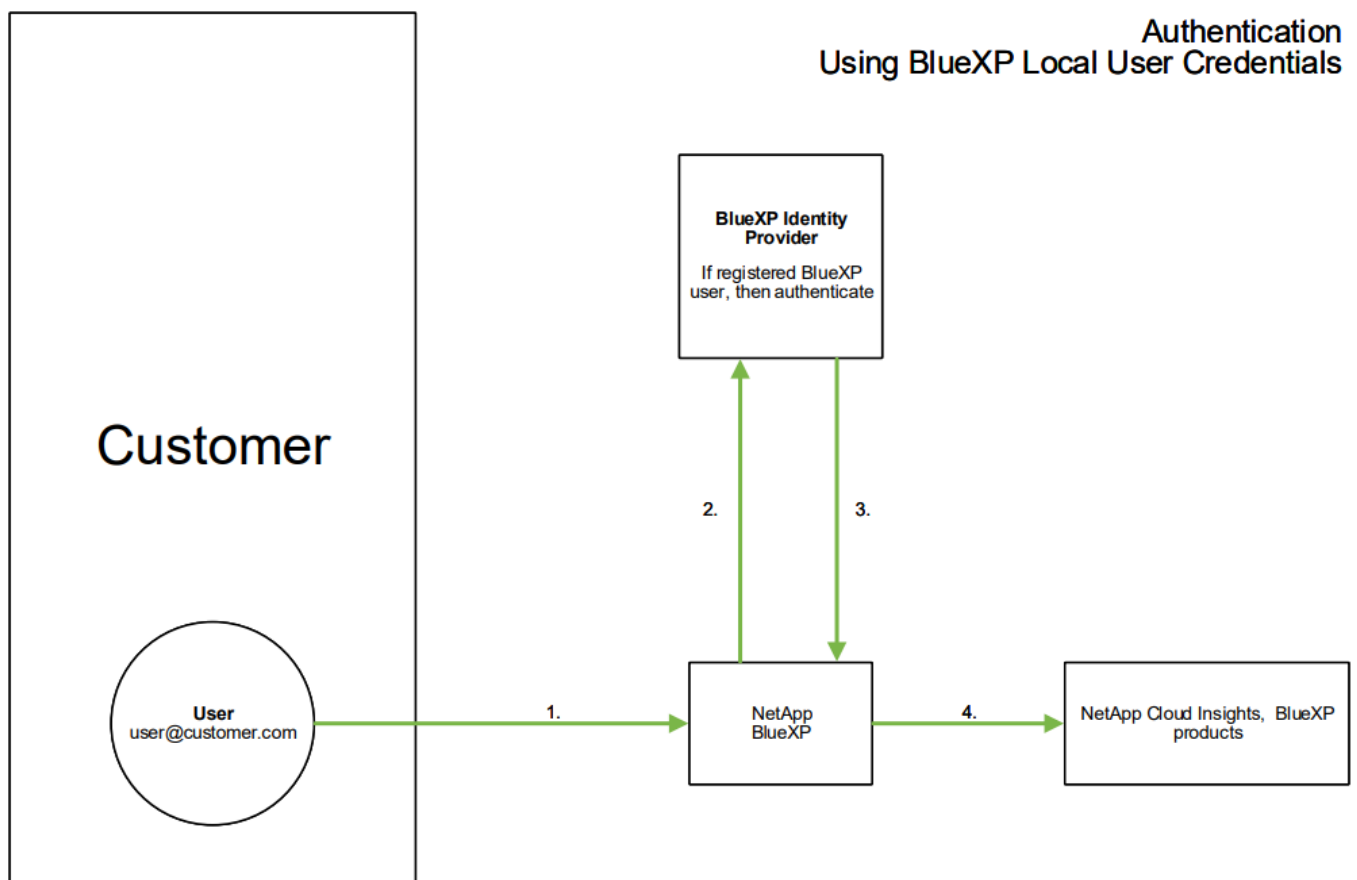 Authentication
Using BlueXP Local User Credentials
BlueXP Identity
Provider
If registered BlueXP
user, then authenticate
Customer
2.
3.
User
user@customer.com
1.
NetApp
BlueXP
4.
NetApp Cloud Insights, BlueXP
products